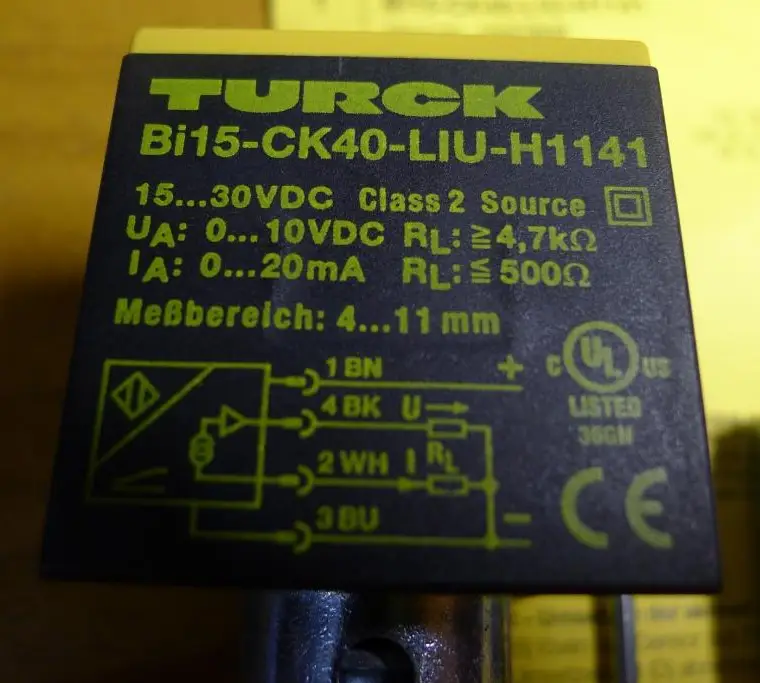 TURCK
Bi15-CK40-LIU-H1141
15...30VDC Class 2 Source
UA: 0...10VDC RL: ≧4,7kΩ
IA: 0...20mA RL: ≦500Ω
Meßbereich: 4...11 mm
1 BN +
C UL US
LISTED
4 BK U
2 WH I RL
3 BU −
CE